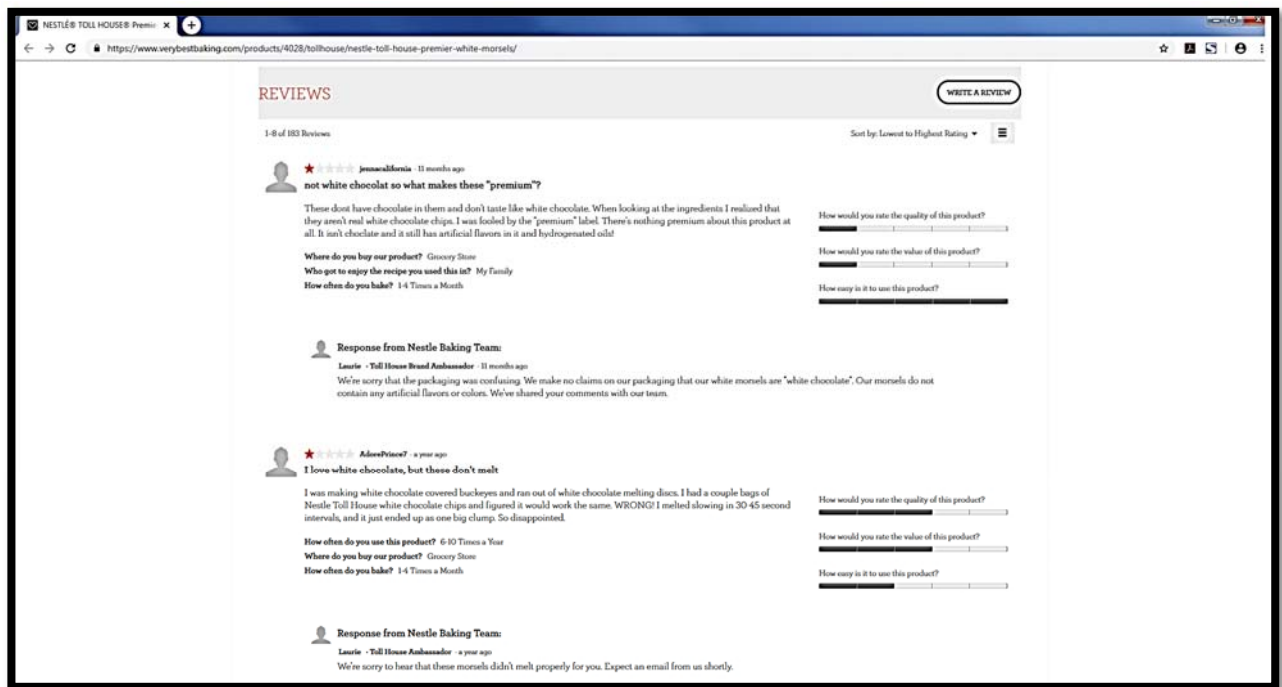 NESTLÉ® TOLL HOUSE® Premi
https://www.verybestbaking.com/products/4028/tollhouse/nestle-toll-house-premier-white-morsels/
REVIEWS
WRITE A REVIEW
1-8 of 183 Reviews
Sort by: Lowest to Highest Rating
jennacalifornia · 11 months ago
not white chocolat so what makes these "premium"?
These dont have chocolate in them and don't taste like white chocolate. When looking at the ingredients I realized that
they aren't real white chocolate chips. I was fooled by the "premium" label. There's nothing premium about this product at
all. It isn't choclate and it still has artificial flavors in it and hydrogenated oils!
Where do you buy our product? Grocery Store
Who got to enjoy the recipe you used this in? My Family
How often do you bake? 1-4 Times a Month
How would you rate the quality of this product?
How would you rate the value of this product?
How easy is it to use this product?
Response from Nestle Baking Team:
Laurie - Toll House Brand Ambassador · 11 months ago
We're sorry that the packaging was confusing. We make no claims on our packaging that our white morsels are "white chocolate". Our morsels do not
contain any artificial flavors or colors. We've shared your comments with our team.
AdorePrince7 · a year ago
I love white chocolate, but these don't melt
I was making white chocolate covered buckeyes and ran out of white chocolate melting discs. I had a couple bags of
Nestle Toll House white chocolate chips and figured it would work the same. WRONG! I melted slowing in 30 45 second
intervals, and it just ended up as one big clump. So disappointed.
How often do you use this product? 6-10 Times a Year
Where do you buy our product? Grocery Store
How often do you bake? 1-4 Times a Month
How would you rate the quality of this product?
How would you rate the value of this product?
How easy is it to use this product?
Response from Nestle Baking Team:
Laurie - Toll House Ambassador · a year ago
We're sorry to hear that these morsels didn't melt properly for you. Expect an email from us shortly.